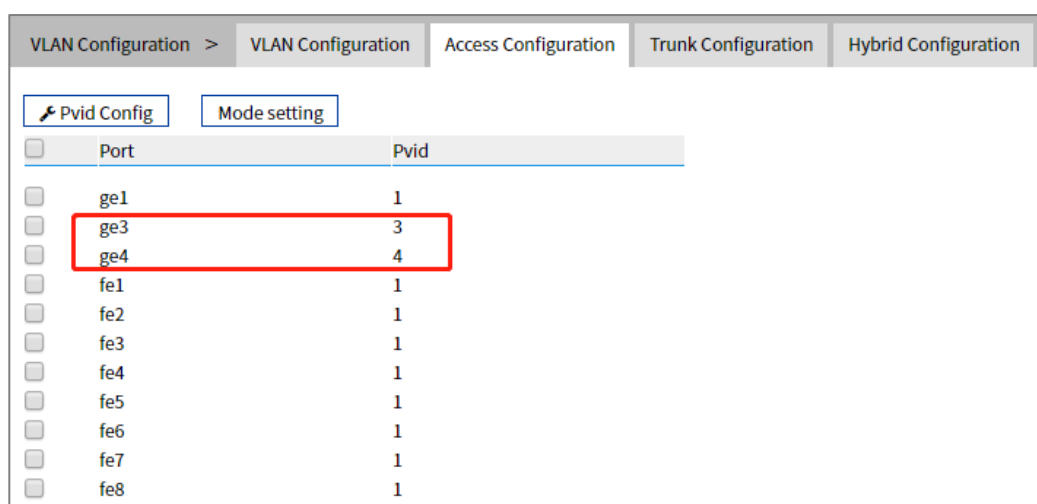 VLAN Configuration > VLAN Configuration Access Configuration Trunk Configuration Hybrid Configuration
Pvid Config Mode setting
Port Pvid
ge1 1
ge3 3
ge4 4
fe1 1
fe2 1
fe3 1
fe4 1
fe5 1
fe6 1
fe7 1
fe8 1